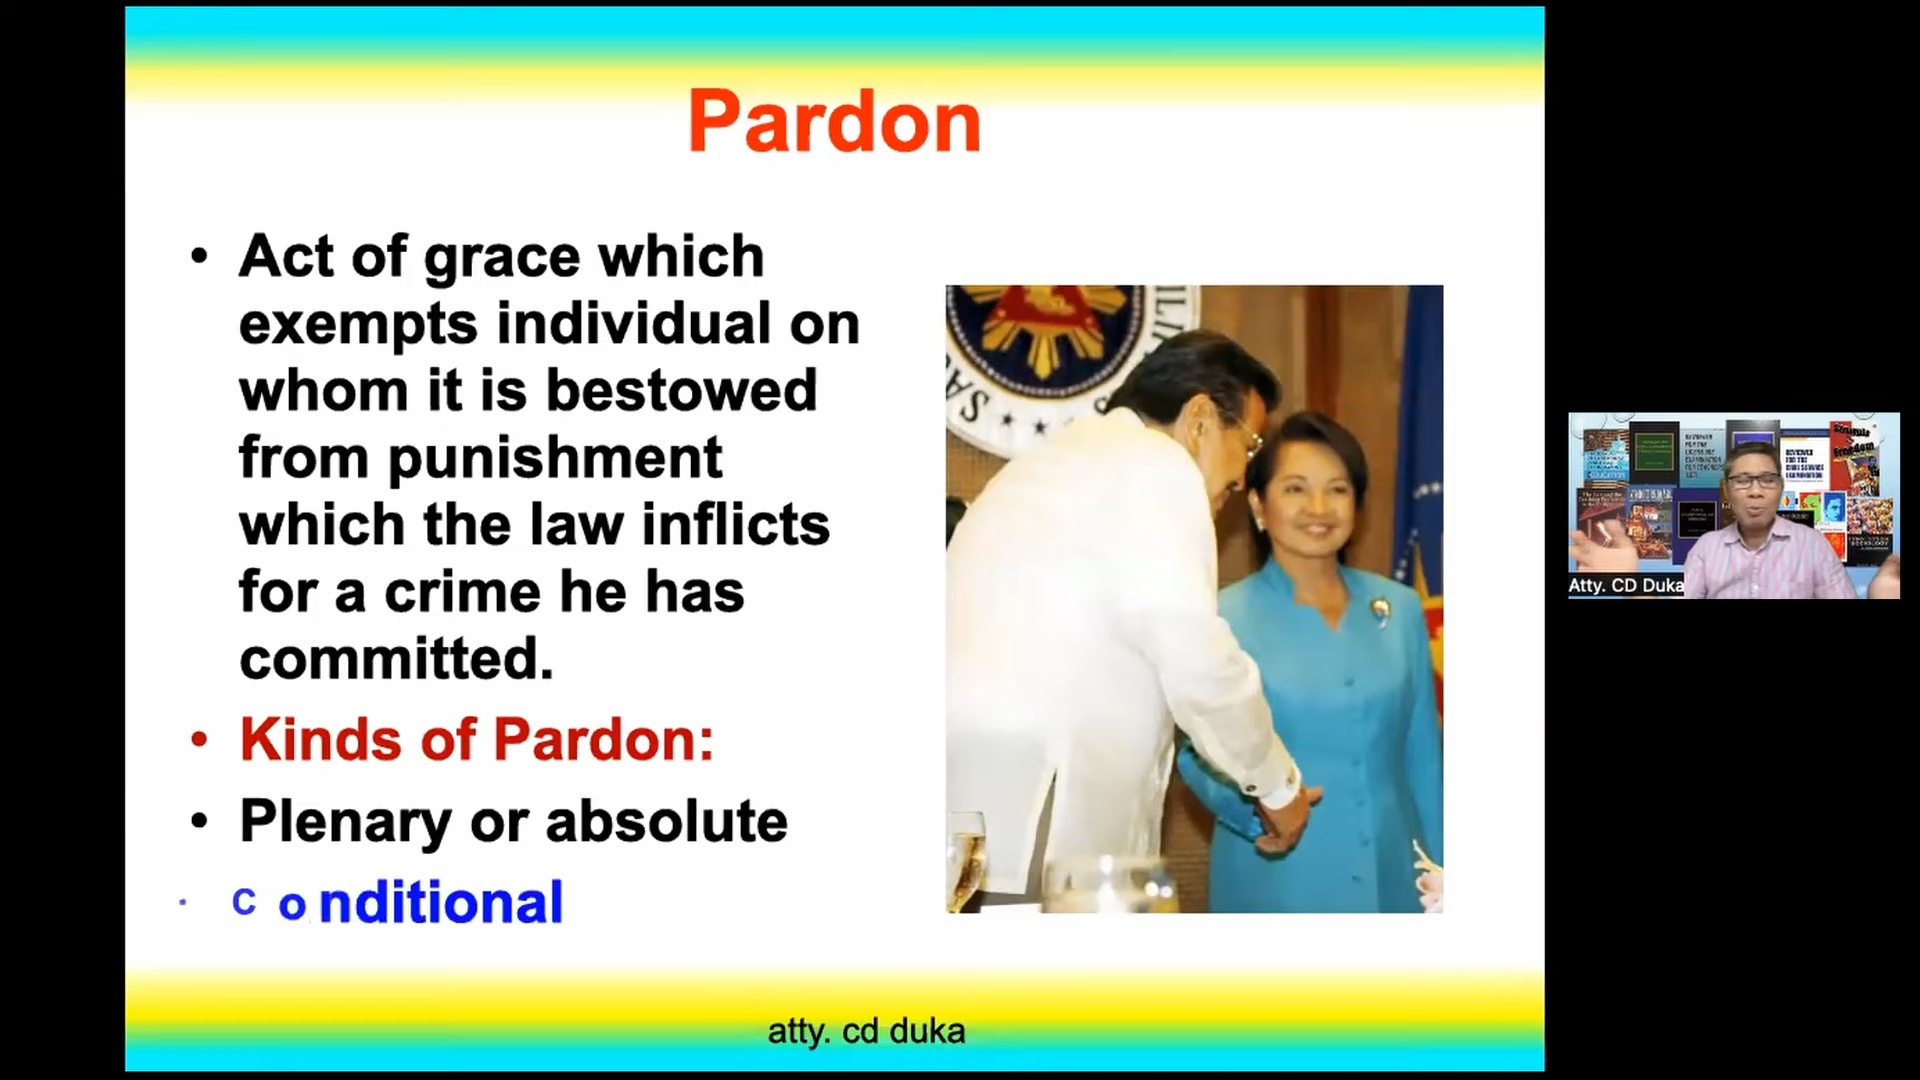 Pardon
• Act of grace which
exempts individual on
whom it is bestowed
from punishment
which the law inflicts
for a crime he has
committed.
• Kinds of Pardon:
• Plenary or absolute
• Conditional
atty. cd duka
Atty. CD Duka